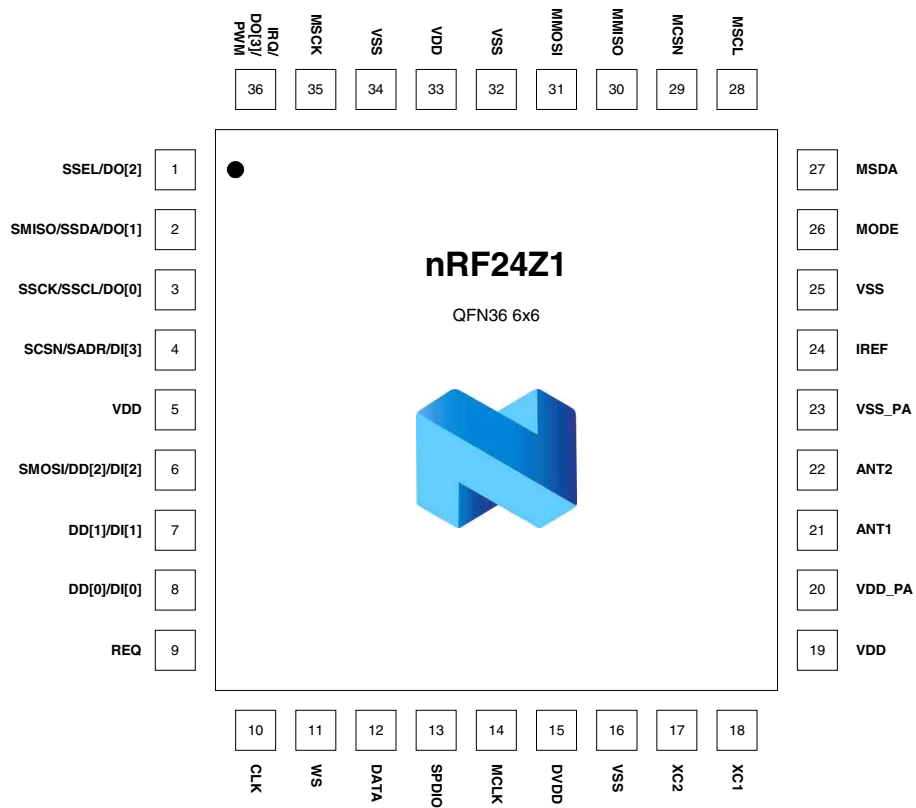 IRQ/
DO[3]/
PWM
MSCK
VSS
VDD
VSS
MMOSI
MMISO
MCSN
MSCL
36
35
34
33
32
31
30
29
28
SSEL/DO[2]
1
27
MSDA
SMISO/SSDA/DO[1]
2
26
MODE
nRF24Z1
SSCK/SSCL/DO[0]
3
25
VSS
QFN36 6x6
SCSN/SADR/DI[3]
4
24
IREF
VDD
5
23
VSS_PA
SMOSI/DD[2]/DI[2]
6
22
ANT2
DD[1]/DI[1]
7
21
ANT1
DD[0]/DI[0]
8
20
VDD_PA
REQ
9
19
VDD
10
11
12
13
14
15
16
17
18
CLK
WS
DATA
SPDIO
MCLK
DVDD
VSS
XC2
XC1